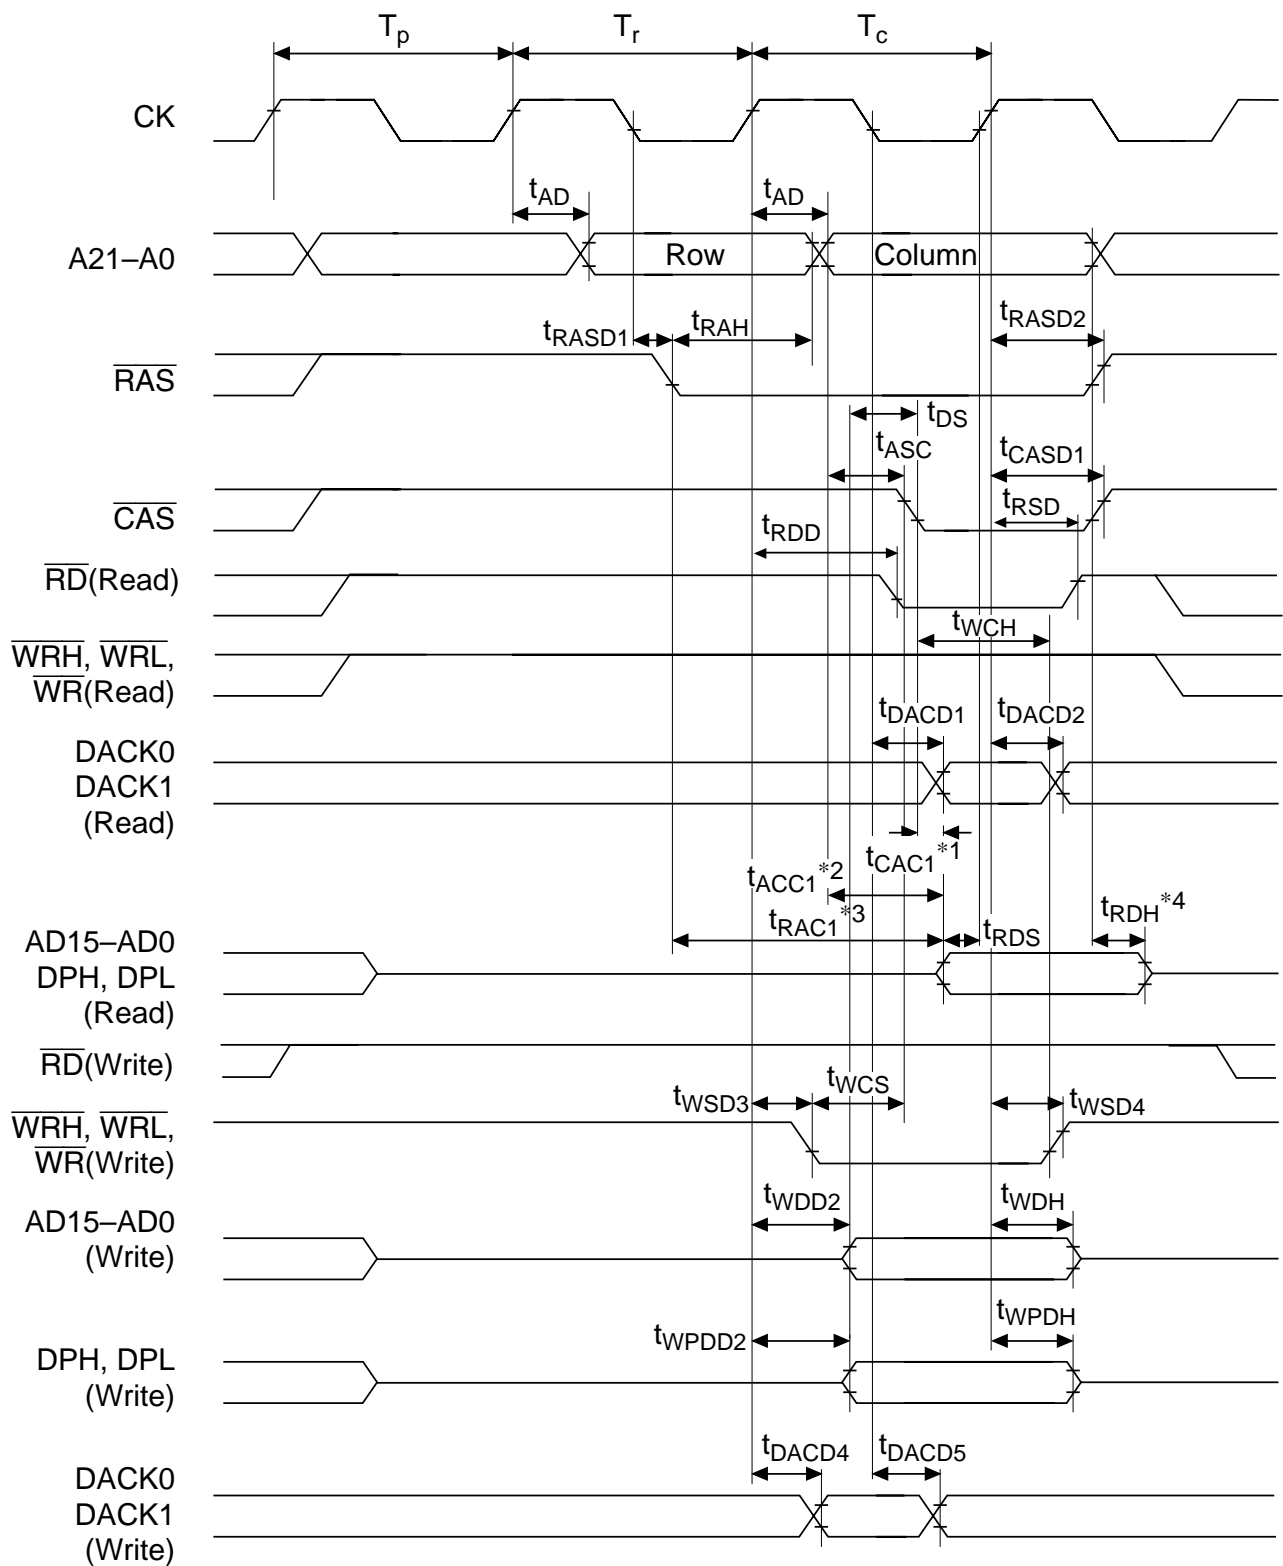 Tp Tr Tc
CK
tAD tAD
A21–A0 Row Column
tRASD1 tRAH tRASD2
RAS
tDS
tASC tCASD1
CAS
tRSD
tRDD
RD(Read)
tWCH
WRH, WRL,
WR(Read)
tDACD1 tDACD2
DACK0
DACK1
(Read)
tCAC1*1
tACC1*2
tRAC1*3 tRDS tRDH*4
AD15–AD0
DPH, DPL
(Read)
RD(Write)
tWCS
tWSD3 tWSD4
WRH, WRL,
WR(Write)
tWDD2 tWDH
AD15–AD0
(Write)
tWPDD2 tWPDH
DPH, DPL
(Write)
tDACD4 tDACD5
DACK0
DACK1
(Write)